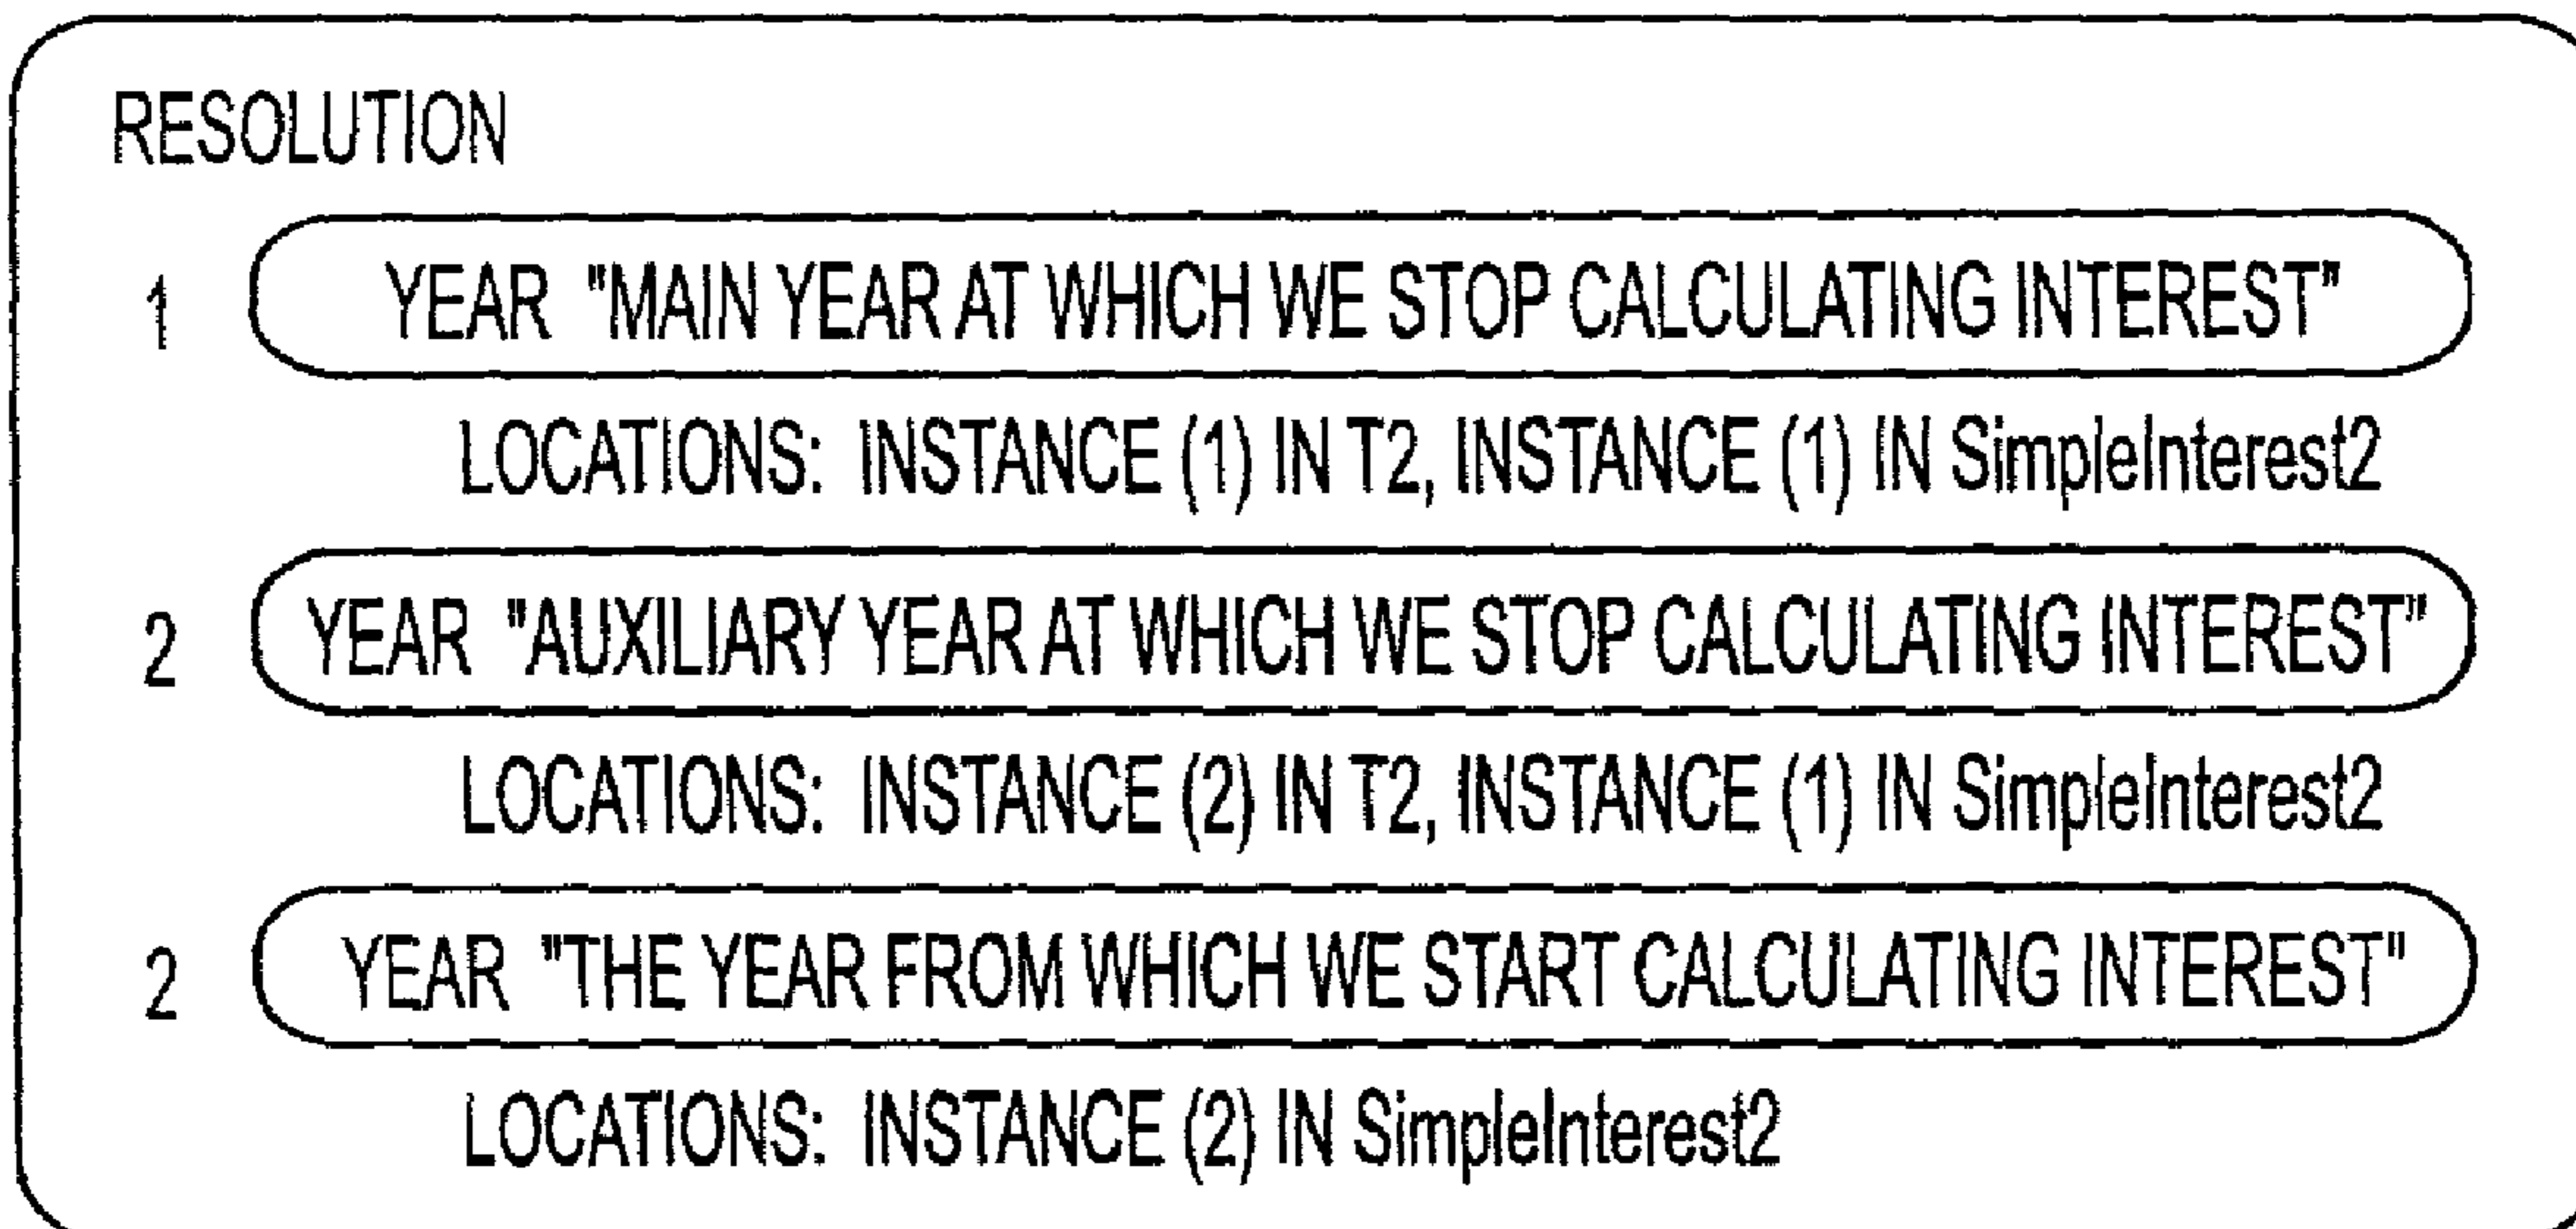 RESOLUTION
1 YEAR "MAIN YEAR AT WHICH WE STOP CALCULATING INTEREST"
LOCATIONS: INSTANCE (1) IN T2, INSTANCE (1) IN SimpleInterest2
2 YEAR "AUXILIARY YEAR AT WHICH WE STOP CALCULATING INTEREST"
LOCATIONS: INSTANCE (2) IN T2, INSTANCE (1) IN SimpleInterest2
2 YEAR "THE YEAR FROM WHICH WE START CALCULATING INTEREST"
LOCATIONS: INSTANCE (2) IN SimpleInterest2